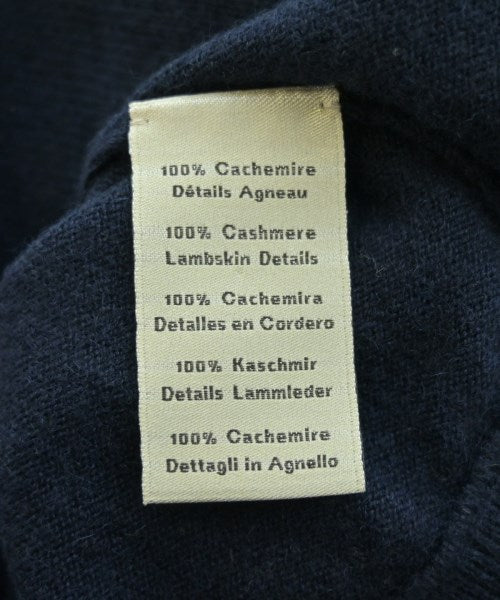 100% Cachemire
Détails Agneau
100% Cashmere
Lambskin Details
100% Cachemira
Detalles en Cordero
100% Kaschmir
Details Lammleder
100% Cachemire
Dettagli in Agnello